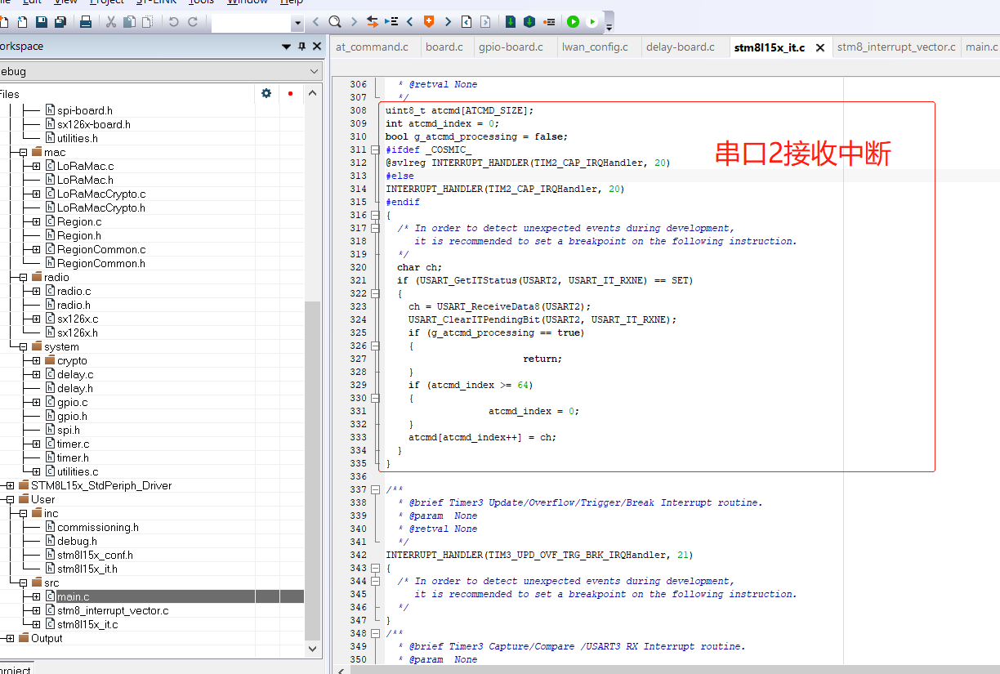 Edit
Project
ST-LINK
Tools
Window
Help
orkspace
ebug
Files
spi-board.h
sx126x-board.h
utilities.h
mac
LoRaMac.c
LoRaMac.h
LoRaMacCrypto.c
LoRaMacCrypto.h
Region.c
Region.h
RegionCommon.c
RegionCommon.h
radio
radio.c
radio.h
sx126x.c
sx126x.h
system
crypto
delay.c
delay.h
gpio.c
gpio.h
spi.h
timer.c
timer.h
utilities.c
STM8L15x_StdPeriph_Driver
User
inc
commissioning.h
debug.h
stm8l15x_conf.h
stm8l15x_it.h
src
main.c
stm8_interrupt_vector.c
stm8l15x_it.c
Output
project
at_command.c board.c gpio-board.c lwan_config.c delay-board.c stm8l15x_it.c stm8_interrupt_vector.c main.c
306 * @retval None
307 */
308 uint8_t atcmd[ATCMD_SIZE];
309 int atcmd_index = 0;
310 bool g_atcmd_processing = false;
311 #ifdef _COSMIC_
312 @svlreg INTERRUPT_HANDLER(TIM2_CAP_IRQHandler, 20)
313 #else
314 INTERRUPT_HANDLER(TIM2_CAP_IRQHandler, 20)
315 #endif
316 {
317 /* In order to detect unexpected events during development,
318 it is recommended to set a breakpoint on the following instruction.
319 */
320 char ch;
321 if (USART_GetITStatus(USART2, USART_IT_RXNE) == SET)
322 {
323 ch = USART_ReceiveData8(USART2);
324 USART_ClearITPendingBit(USART2, USART_IT_RXNE);
325 if (g_atcmd_processing == true)
326 {
327 return;
328 }
329 if (atcmd_index >= 64)
330 {
331 atcmd_index = 0;
332 }
333 atcmd[atcmd_index++] = ch;
334 }
335 }
336
337 /**
338 * @brief Timer3 Update/Overflow/Trigger/Break Interrupt routine.
339 * @param None
340 * @retval None
341 */
342 INTERRUPT_HANDLER(TIM3_UPD_OVF_TRG_BRK_IRQHandler, 21)
343 {
344 /* In order to detect unexpected events during development,
345 it is recommended to set a breakpoint on the following instruction.
346 */
347 }
348 /**
349 * @brief Timer3 Capture/Compare /USART3 RX Interrupt routine.
350 * @param None
串口2接收中断